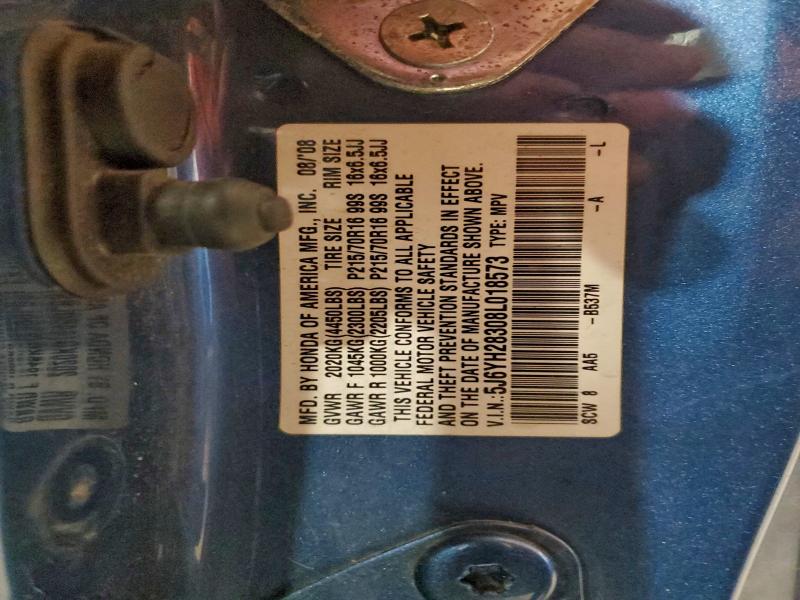 MFD. BY HONDA OF AMERICA MFG., INC. 08/'08
GVWR 2020KG(4450LBS) TIRE SIZE RIM SIZE
GAWR F 1045KG(2300LBS) P215/70R16 99S 16x6.5JJ
GAWR R 1000KG(2205LBS) P215/70R16 99S 16x6.5JJ
THIS VEHICLE CONFORMS TO ALL APPLICABLE
FEDERAL MOTOR VEHICLE SAFETY
AND THEFT PREVENTION STANDARDS IN EFFECT
ON THE DATE OF MANUFACTURE SHOWN ABOVE.
V.I.N.:5J6YH28308L018573 TYPE: MPV
SCW 8 AA5 -B537M -A -L